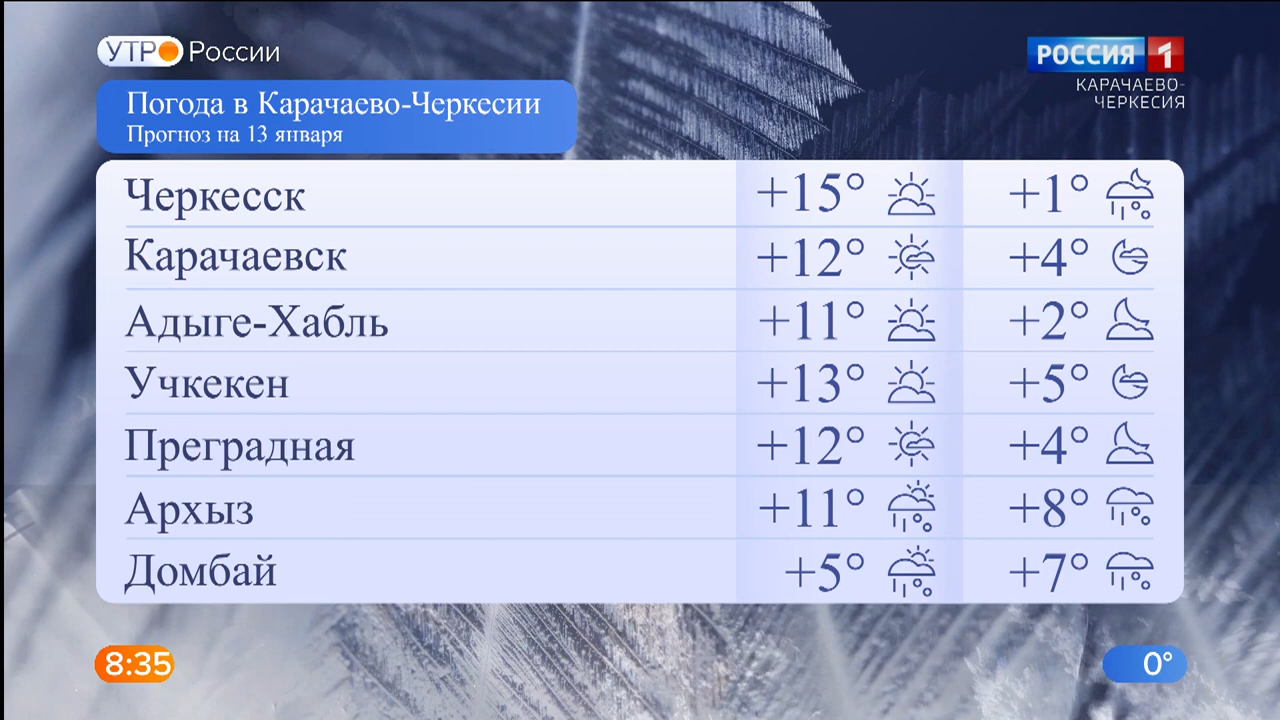 УТРО России
РОССИЯ 1
КАРАЧАЕВО-
ЧЕРКЕСИЯ
Погода в Карачаево-Черкесии
Прогноз на 13 января
Черкесск +15° +1°
Карачаевск +12° +4°
Адыге-Хабль +11° +2°
Учкекен +13° +5°
Преградная +12° +4°
Архыз +11° +8°
Домбай +5° +7°
8:35 0°